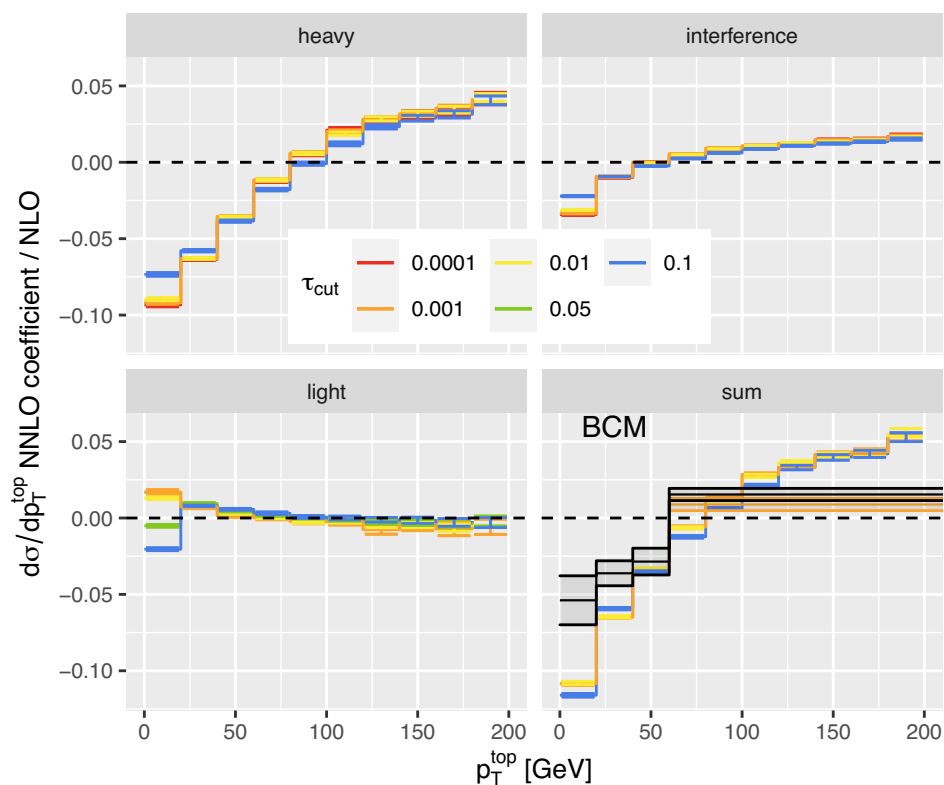 heavy
interference
0.05
0.00
−0.05
−0.10
τcut
0.0001
0.01
0.1
0.001
0.05
light
sum
BCM
0.05
0.00
−0.05
−0.10
0
50
100
150
200
0
50
100
150
200
dσ/dp_T^top NNLO coefficient / NLO
p_T^top [GeV]